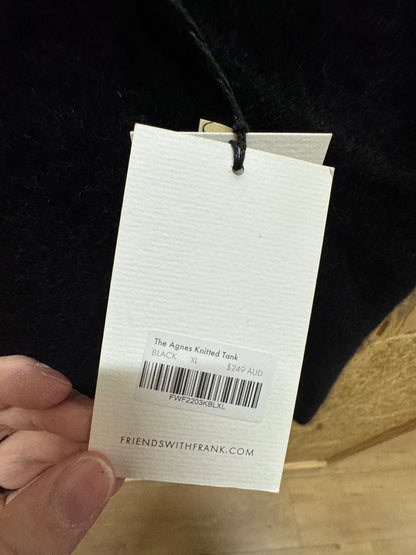 The Agnes Knitted Tank
BLACK XL $249 AUD
FWF2203KBLXL
FRIENDSWITHFRANK.COM